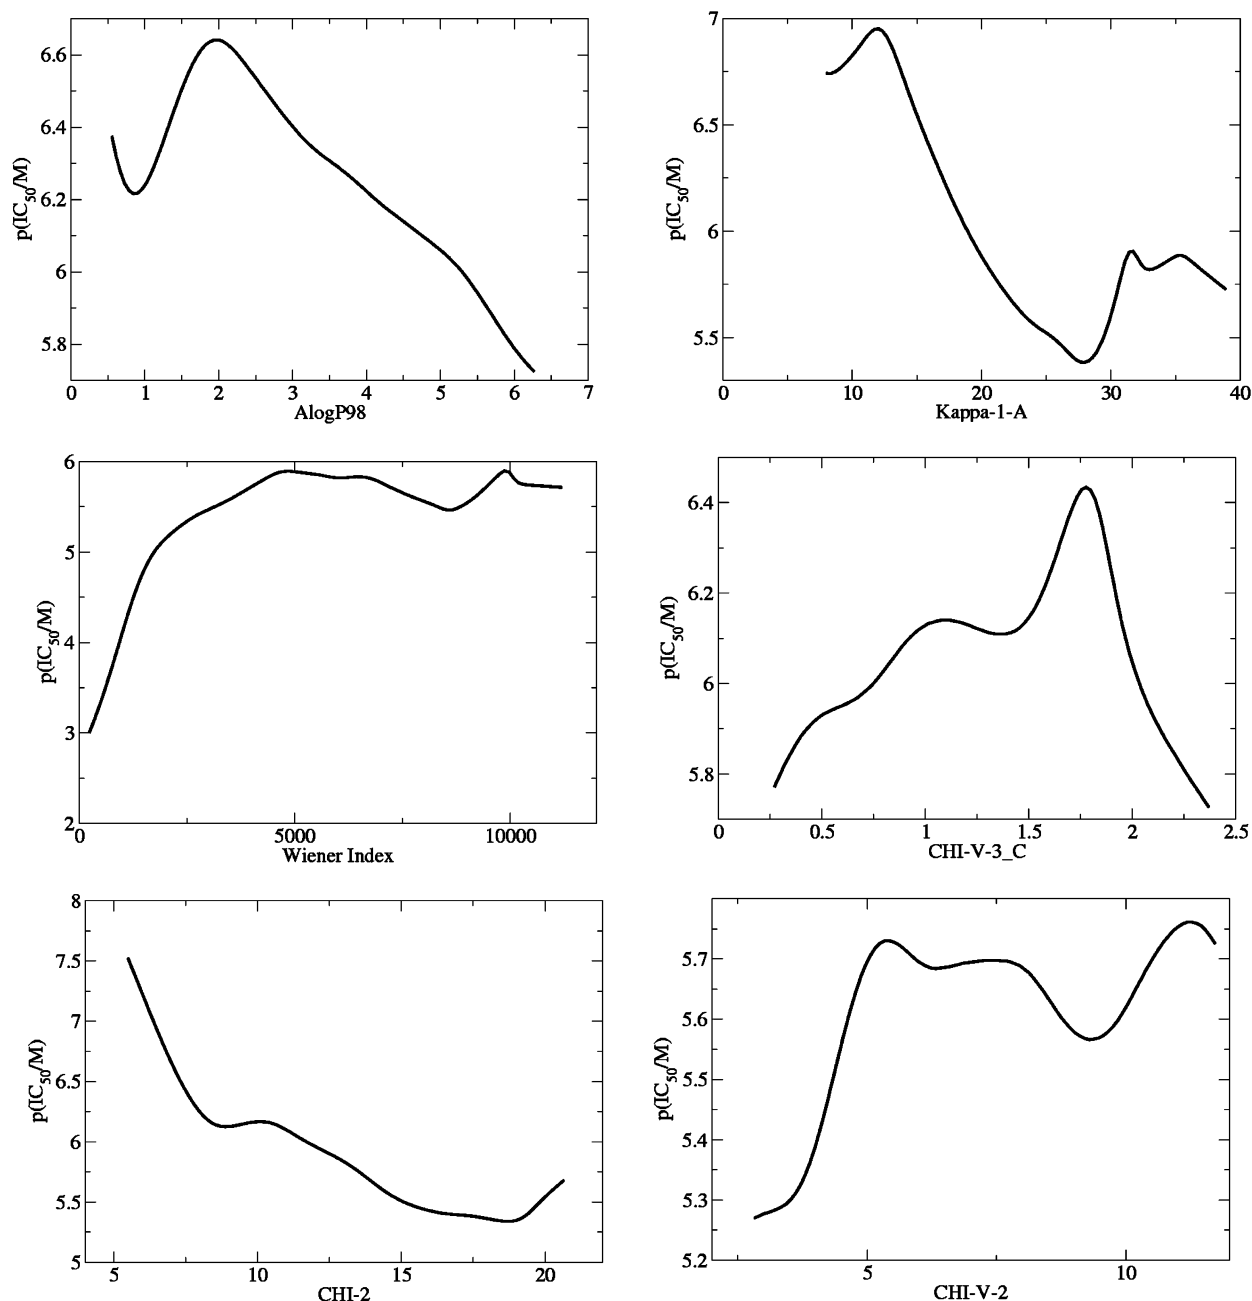 6.6
6.4
6.2
6
5.8
p(IC50/M)
0 1 2 3 4 5 6 7
AlogP98
7
6.5
6
5.5
p(IC50/M)
0 10 20 30 40
Kappa-1-A
6
5
4
3
2
p(IC50/M)
0 5000 10000
Wiener Index
6.4
6.2
6
5.8
p(IC50/M)
0 0.5 1 1.5 2 2.5
CHI-V-3_C
8
7.5
7
6.5
6
5.5
5
p(IC50/M)
5 10 15 20
CHI-2
5.7
5.6
5.5
5.4
5.3
5.2
p(IC50/M)
5 10
CHI-V-2